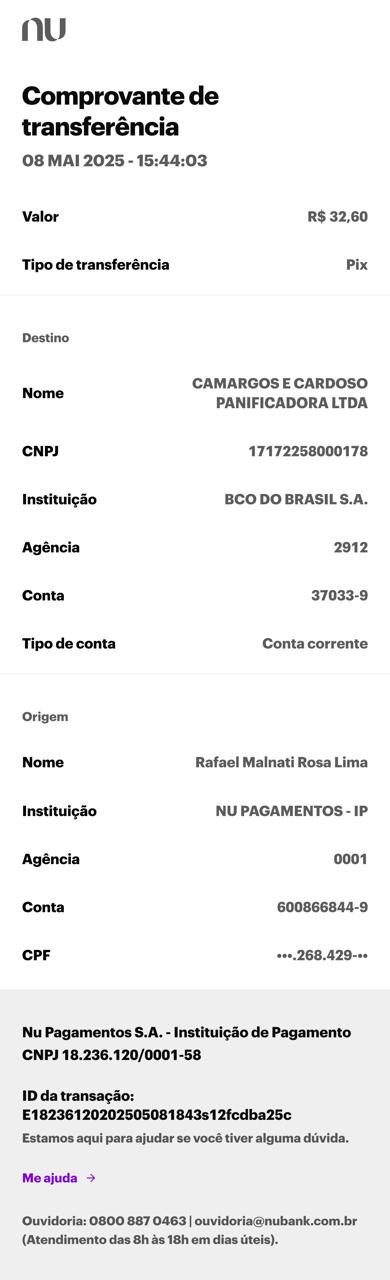 nu
Comprovante de
transferência
08 MAI 2025 - 15:44:03
Valor R$ 32,60
Tipo de transferência Pix
Destino
Nome CAMARGOS E CARDOSO
PANIFICADORA LTDA
CNPJ 17172258000178
Instituição BCO DO BRASIL S.A.
Agência 2912
Conta 37033-9
Tipo de conta Conta corrente
Origem
Nome Rafael Malnati Rosa Lima
Instituição NU PAGAMENTOS - IP
Agência 0001
Conta 600866844-9
CPF •••.268.429-••
Nu Pagamentos S.A. - Instituição de Pagamento
CNPJ 18.236.120/0001-58
ID da transação:
E18236120202505081843s12fcdba25c
Estamos aqui para ajudar se você tiver alguma dúvida.
Me ajuda →
Ouvidoria: 0800 887 0463 | ouvidoria@nubank.com.br
(Atendimento das 8h às 18h em dias úteis).